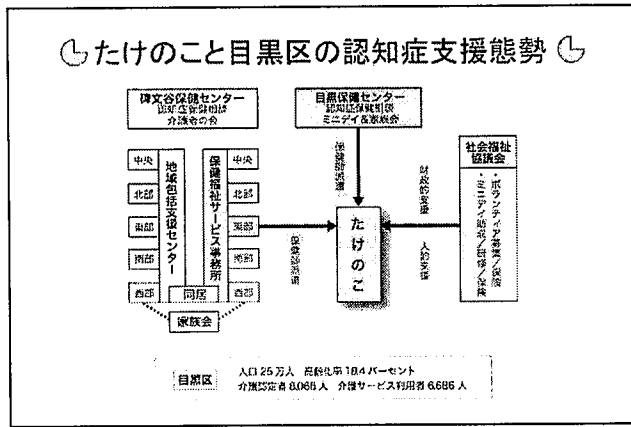 たけのこと目黒区の認知症支援態勢
碑文谷保健センター
認知症保健相談
介護者の会
目黒保健センター
認知症保健相談
ミニデイ&家族会
社会福祉
協議会
・ボランティア募集/保険
・ミニデイ助成/研修/保険
中央
北部
東部
南部
西部
地域包括支援センター
保健福祉サービス事務所
中央
北部
東部
南部
西部
同居
家族会
保健師派遣
保健師派遣
たけのこ
財政的支援
人的支援
目黒区
人口25万人 高齢化率18.4パーセント
介護認定者8,068人 介護サービス利用者6,686人